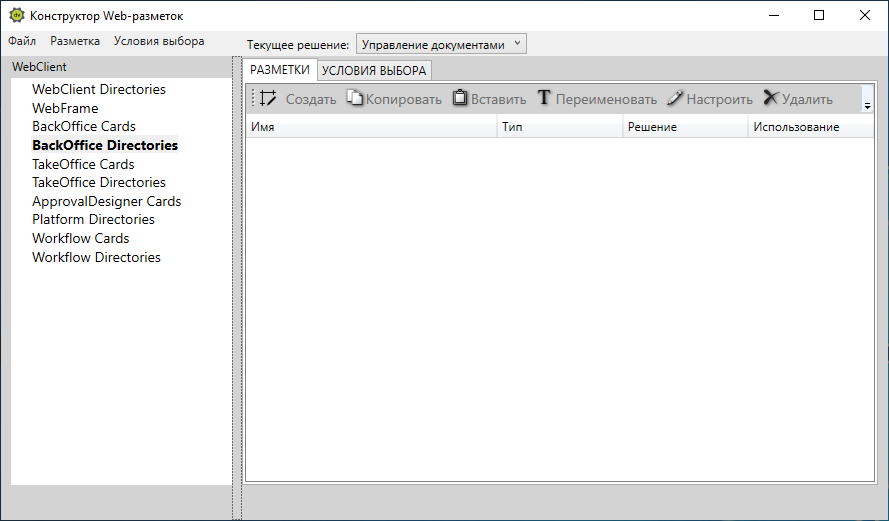 Конструктор Web-разметок
Файл Разметка Условия выбора
Текущее решение: Управление документами
WebClient
WebClient Directories
WebFrame
BackOffice Cards
BackOffice Directories
TakeOffice Cards
TakeOffice Directories
ApprovalDesigner Cards
Platform Directories
Workflow Cards
Workflow Directories
РАЗМЕТКИ УСЛОВИЯ ВЫБОРА
Создать Копировать Вставить Переименовать Настроить Удалить
Имя Тип Решение Использование